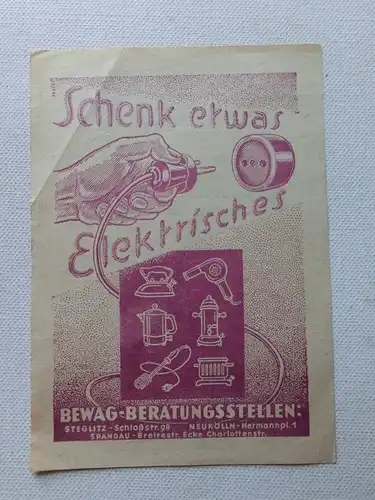 Schenk etwas
Elektrisches
BEWAG-BERATUNGSSTELLEN:
STEGLITZ - Schloßstr. 98 NEUKÖLLN - Hermannpl. 1
SPANDAU - Breitestr. Ecke Charlottenstr.